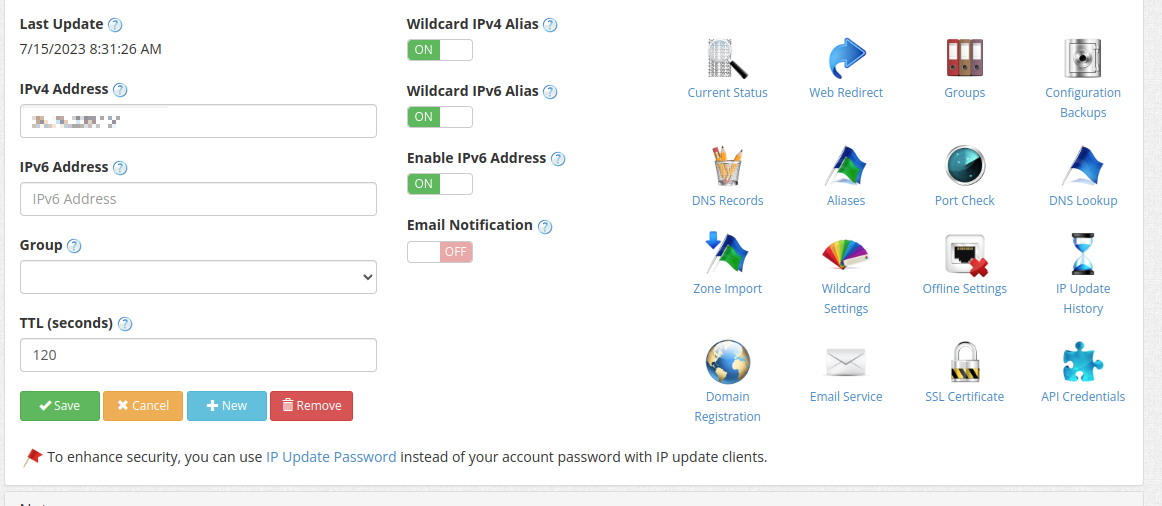 Last Update
7/15/2023 8:31:26 AM
IPv4 Address
IPv6 Address
IPv6 Address
Group
TTL (seconds)
120
Save
Cancel
New
Remove
Wildcard IPv4 Alias
ON
Wildcard IPv6 Alias
ON
Enable IPv6 Address
ON
Email Notification
OFF
Current Status
Web Redirect
Groups
Configuration
Backups
DNS Records
Aliases
Port Check
DNS Lookup
Zone Import
Wildcard
Settings
Offline Settings
IP Update
History
Domain
Registration
Email Service
SSL Certificate
API Credentials
To enhance security, you can use IP Update Password instead of your account password with IP update clients.